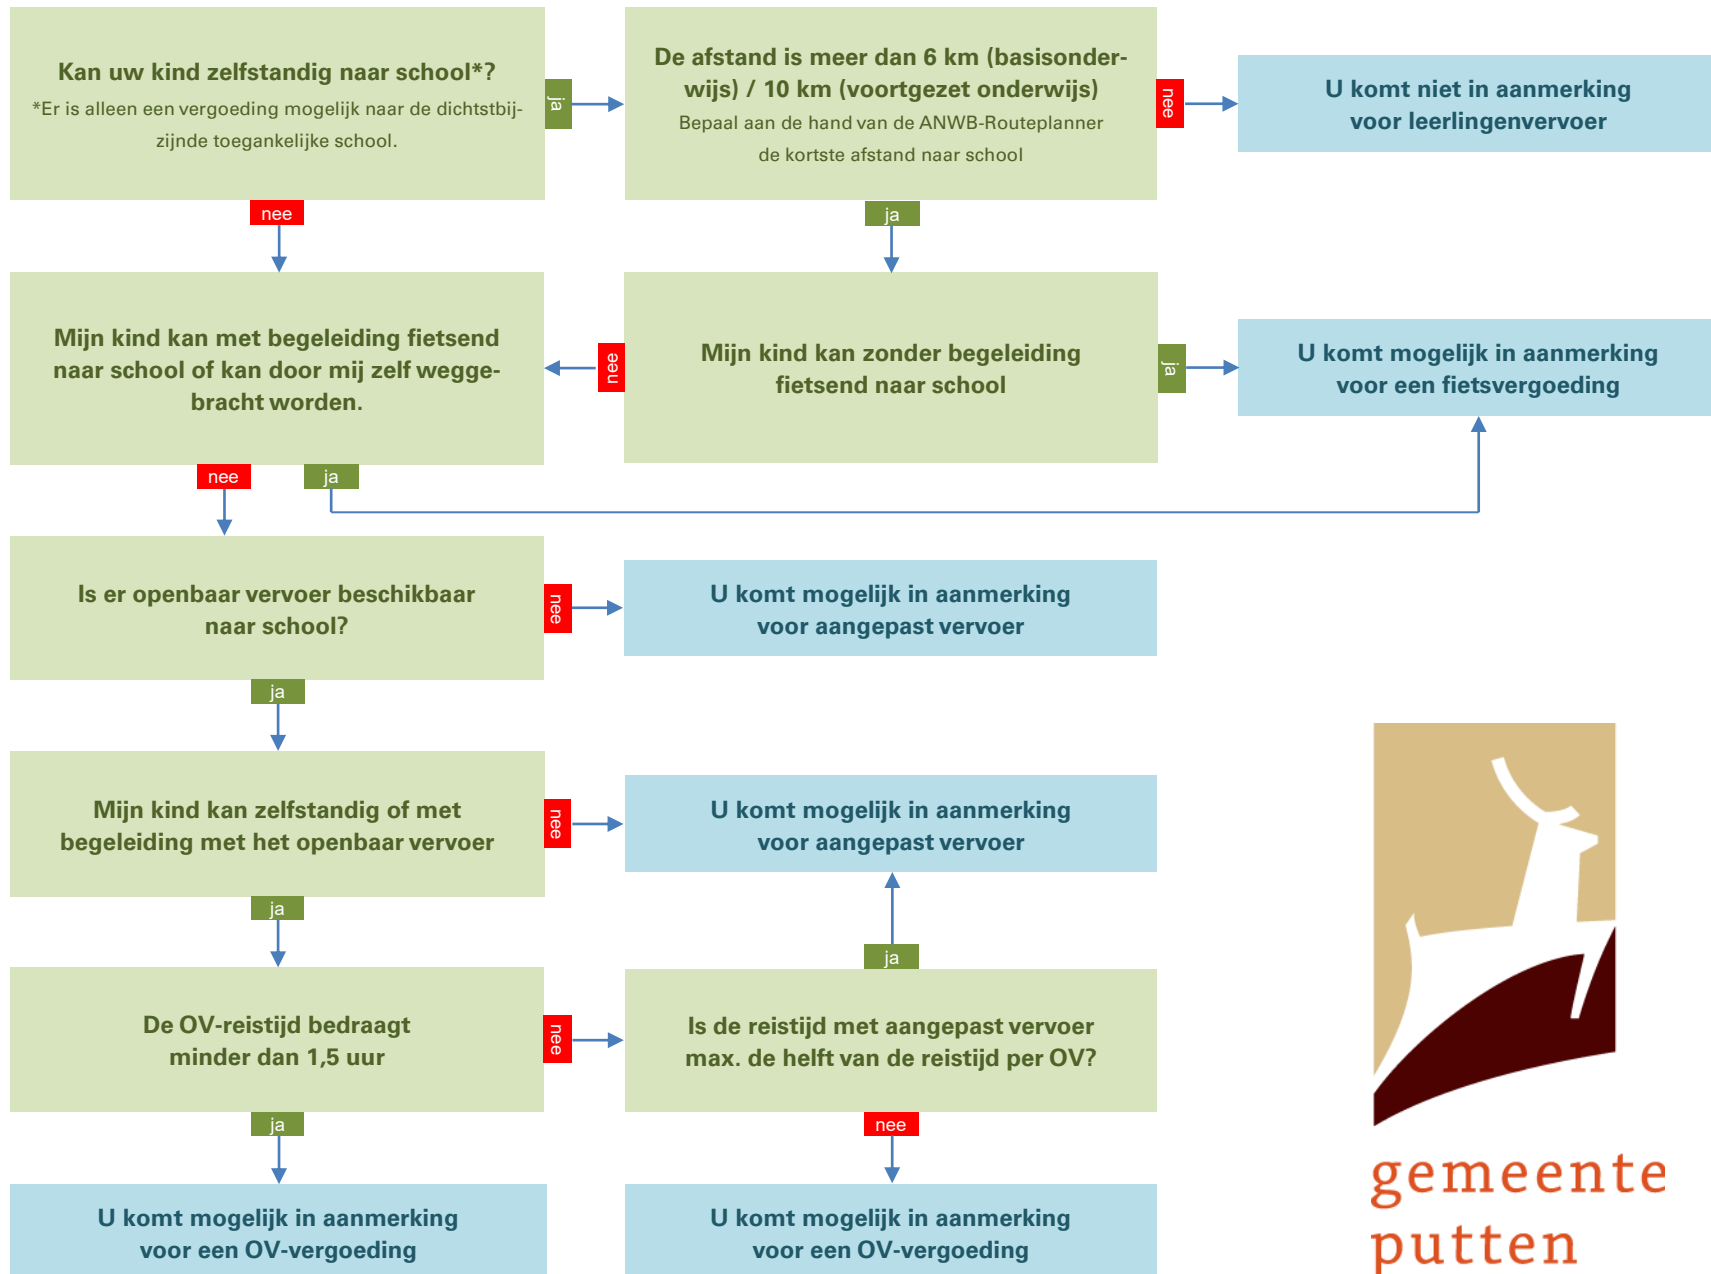 Kan uw kind zelfstandig naar school*?
*Er is alleen een vergoeding mogelijk naar de dichtstbij-
zijnde toegankelijke school.
ja
nee
De afstand is meer dan 6 km (basisonder-
wijs) / 10 km (voortgezet onderwijs)
Bepaal aan de hand van de ANWB-Routeplanner
de kortste afstand naar school
nee
ja
U komt niet in aanmerking
voor leerlingenvervoer
Mijn kind kan met begeleiding fietsend
naar school of kan door mij zelf wegge-
bracht worden.
nee
ja
nee
Mijn kind kan zonder begeleiding
fietsend naar school
ja
U komt mogelijk in aanmerking
voor een fietsvergoeding
Is er openbaar vervoer beschikbaar
naar school?
nee
ja
U komt mogelijk in aanmerking
voor aangepast vervoer
Mijn kind kan zelfstandig of met
begeleiding met het openbaar vervoer
nee
ja
U komt mogelijk in aanmerking
voor aangepast vervoer
De OV-reistijd bedraagt
minder dan 1,5 uur
nee
ja
ja
Is de reistijd met aangepast vervoer
max. de helft van de reistijd per OV?
nee
U komt mogelijk in aanmerking
voor een OV-vergoeding
U komt mogelijk in aanmerking
voor een OV-vergoeding
gemeente
putten